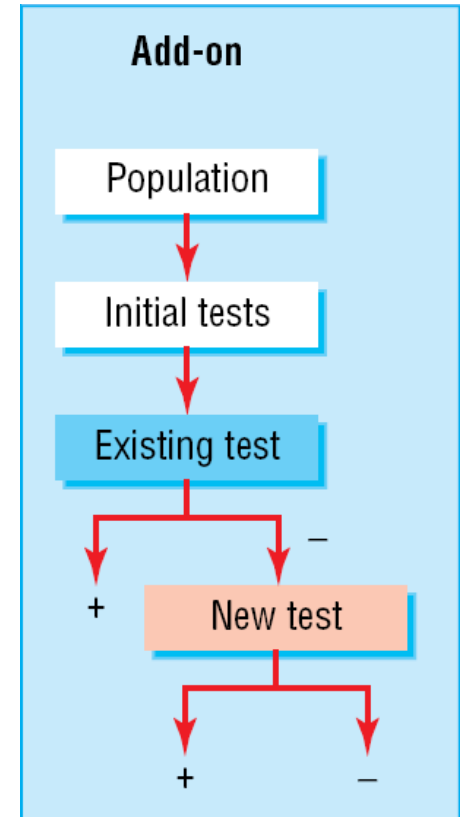 Add-on
Population
Initial tests
Existing test
–
+
New test
+ –